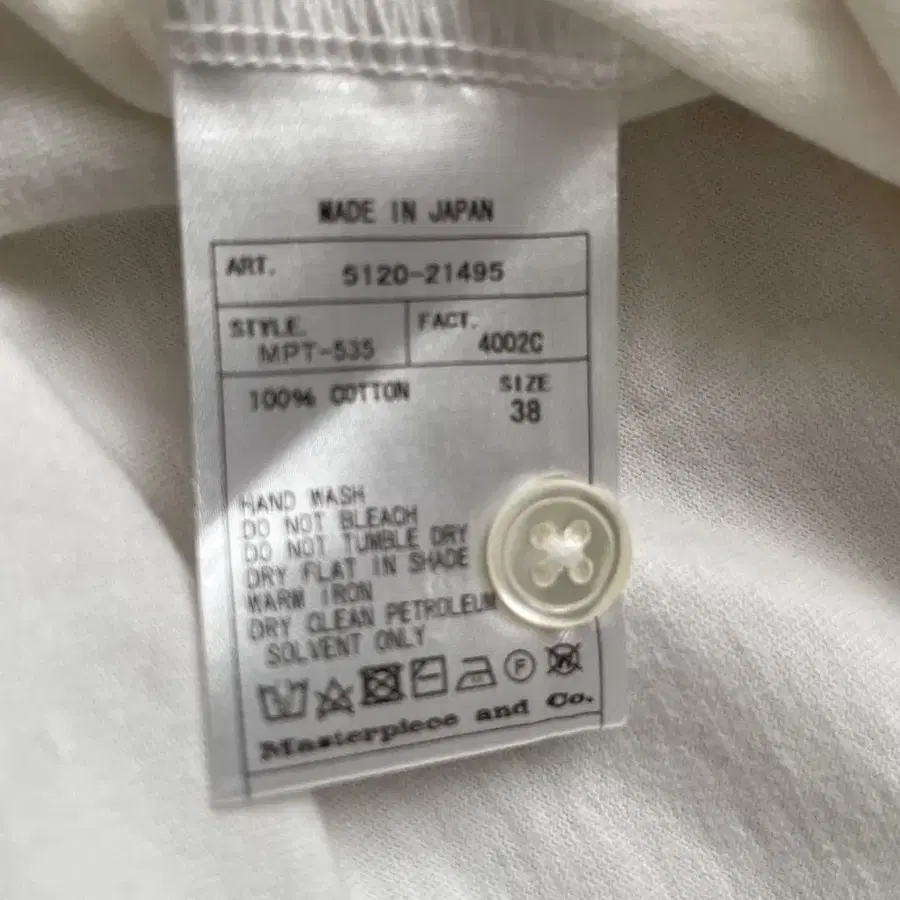 MADE IN JAPAN
ART. 5120-21495
STYLE. MPT-535
FACT. 4002C
100% COTTON
SIZE 38
HAND WASH
DO NOT BLEACH
DO NOT TUMBLE DRY
DRY FLAT IN SHADE
WARM IRON
DRY CLEAN PETROLEUM
SOLVENT ONLY
F W
Masterpiece and Co.